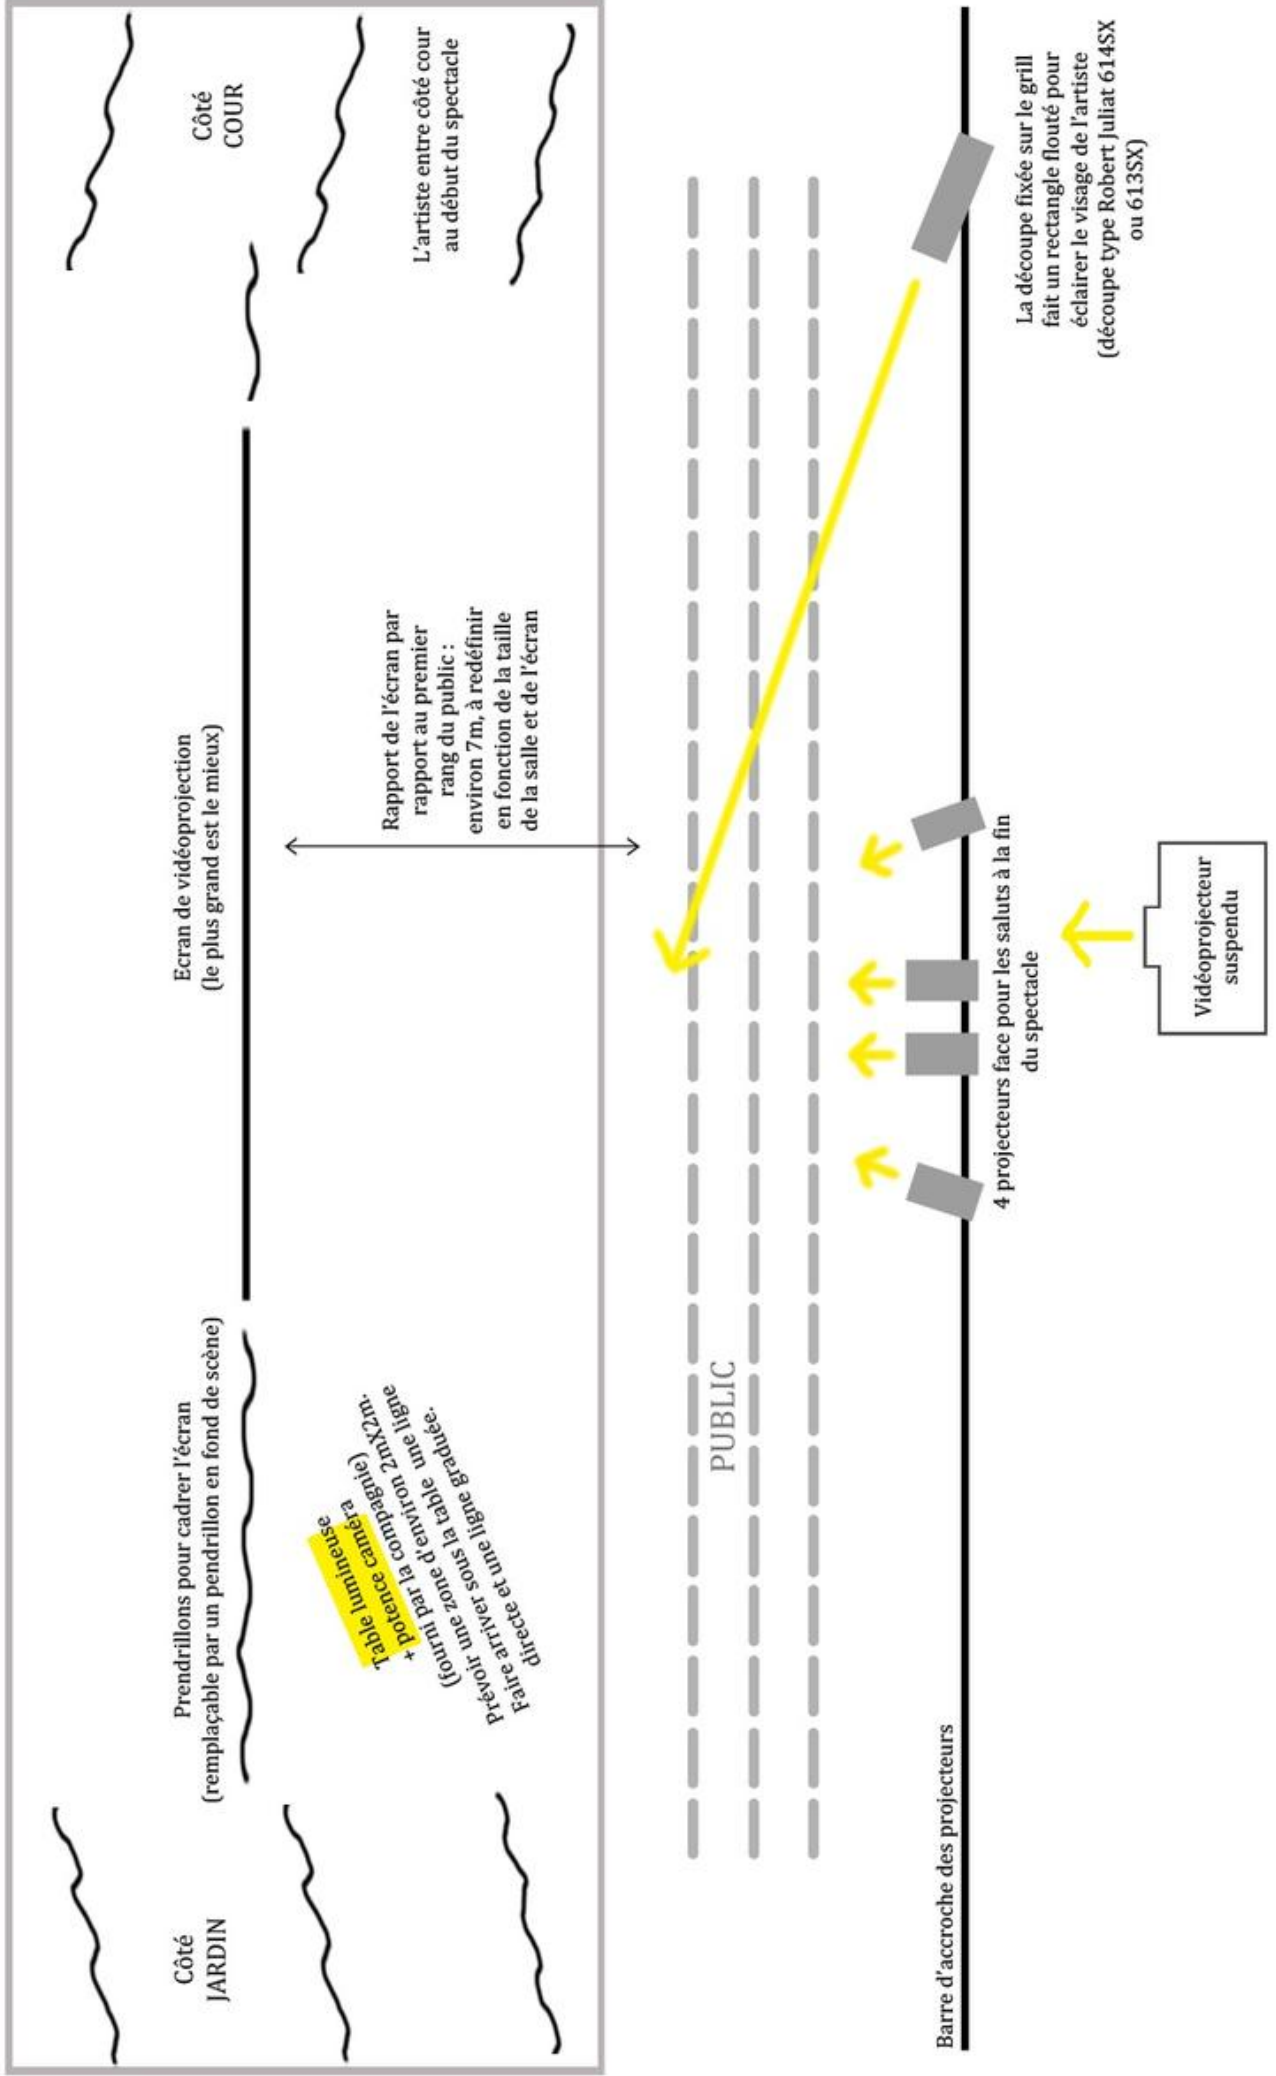 Côté
JARDIN
Prendrillons pour cadrer l'écran
(remplaçable par un pendrillon en fond de scène)
Ecran de vidéoprojection
(le plus grand est le mieux)
Côté
COUR
Table lumineuse
+ potence caméra
(fourni par la compagnie)
Prévoir une zone d'environ 2mX2m.
Faire arriver sous la table une ligne
directe et une ligne graduée.
Rapport de l'écran par
rapport au premier
rang du public :
environ 7m, à redéfinir
en fonction de la taille
de la salle et de l'écran
L'artiste entre côté cour
au début du spectacle
PUBLIC
Barre d'accroche des projecteurs
4 projecteurs face pour les saluts à la fin
du spectacle
La découpe fixée sur le grill
fait un rectangle flouté pour
éclairer le visage de l'artiste
(découpe type Robert Juliat 614SX
ou 613SX)
Vidéoprojecteur
suspendu